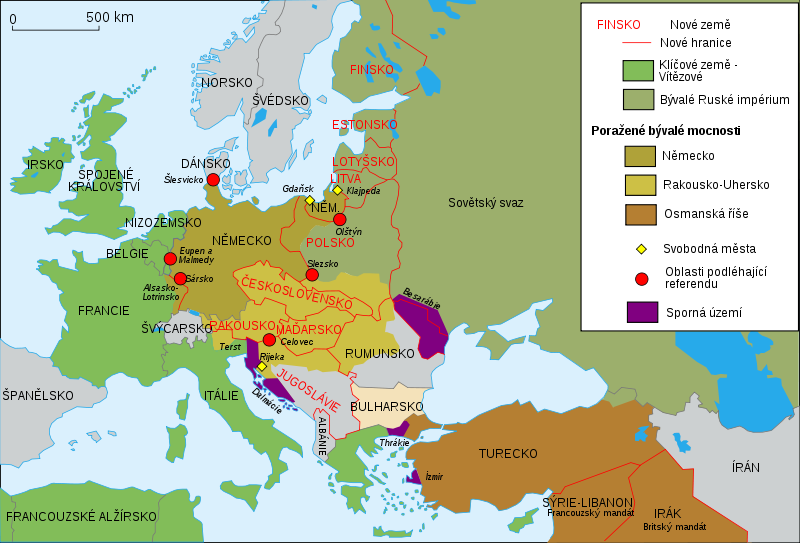 0 500 km
FINSKO Nové země
Nové hranice
Klíčové země -
Vítězové
Bývalé Ruské impérium
Poražené bývalé mocnosti
Německo
Rakousko-Uhersko
Osmanská říše
Svobodná města
Oblasti podléhající
referendu
Sporná území
NORSKO
ŠVÉDSKO
FINSKO
ESTONSKO
LOTYŠSKO
LITVA
Klajpeda
DÁNSKO
Šlesvicko
IRSKO
SPOJENÉ
KRÁLOVSTVÍ
Gdaňsk
NĚM.
Olštýn
Sovětský svaz
NIZOZEMSKO
NĚMECKO
POLSKO
BELGIE
Eupen a
Malmedy
Slezsko
Sársko
Alsasko-
Lotrinsko
ČESKOSLOVENSKO
Besarábie
FRANCIE
ŠVÝCARSKO
RAKOUSKO
MAĎARSKO
Celovec
Terst
Rijeka
RUMUNSKO
JUGOSLÁVIE
Dalmácie
ŠPANĚLSKO
ITÁLIE
BULHARSKO
ALBÁNIE
Thrákie
TURECKO
İzmir
ÍRÁN
SÝRIE-LIBANON
Francouzský mandát
IRÁK
Britský mandát
FRANCOUZSKÉ ALŽÍRSKO